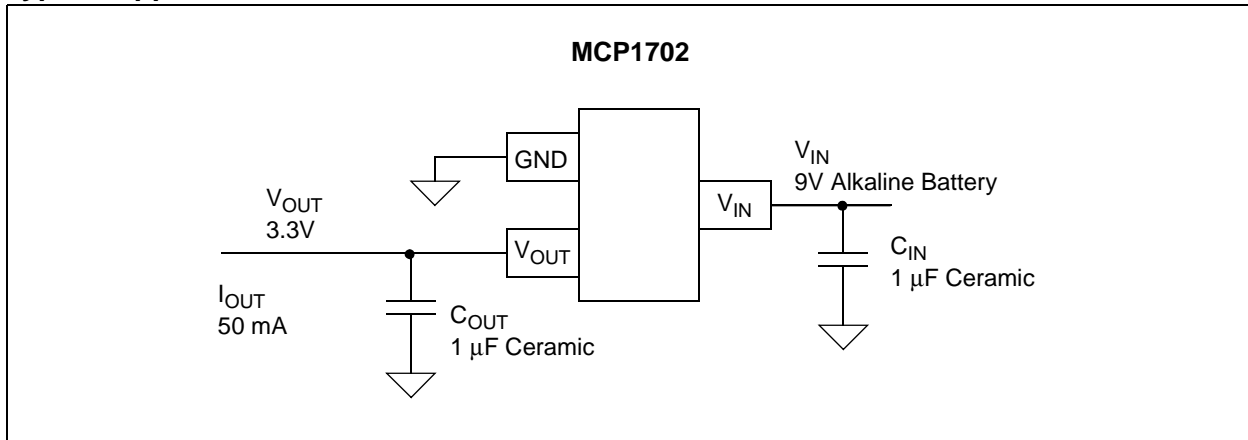 MCP1702
GND
V_IN
9V Alkaline Battery
V_IN
V_OUT
3.3V
V_OUT
C_IN
1 μF Ceramic
I_OUT
50 mA
C_OUT
1 μF Ceramic